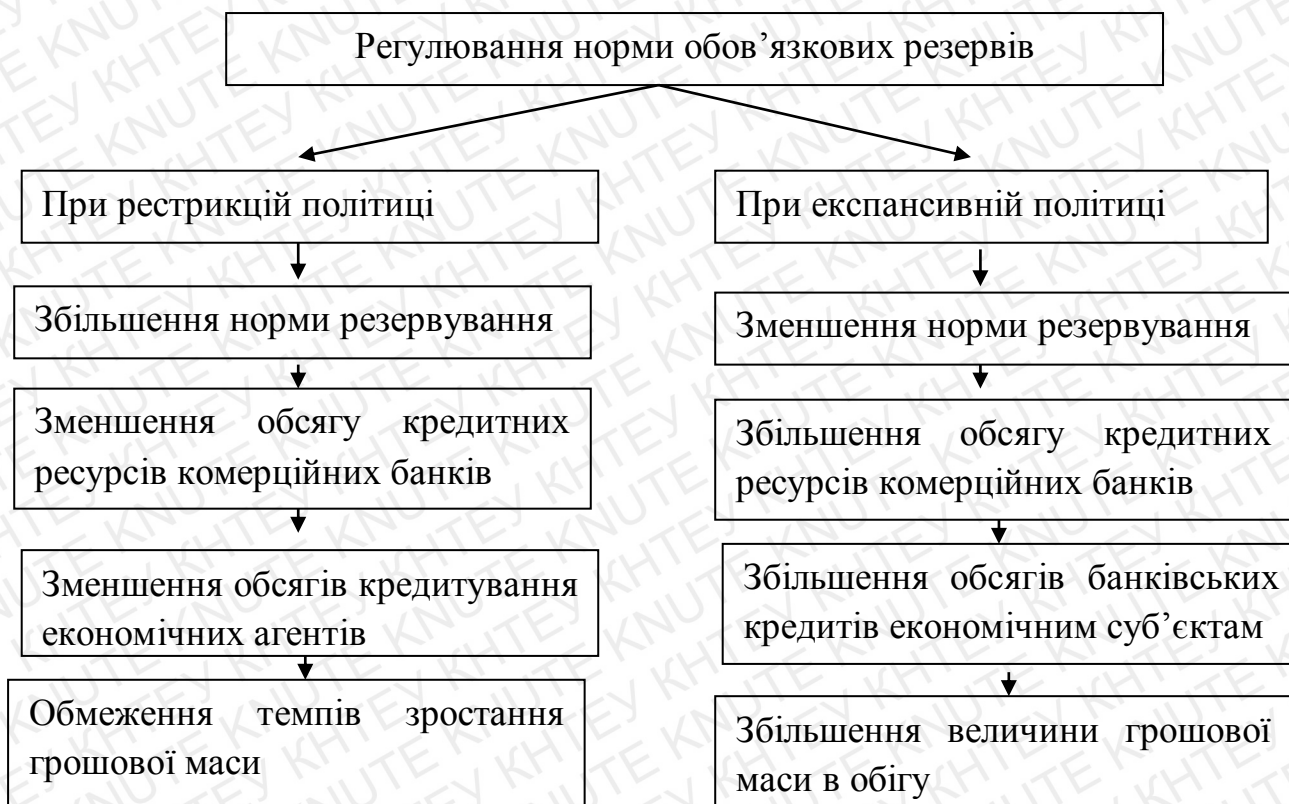 Регулювання норми обов’язкових резервів
При рестрикцій політиці
Збільшення норми резервування
Зменшення обсягу кредитних
ресурсів комерційних банків
Зменшення обсягів кредитування
економічних агентів
Обмеження темпів зростання
грошової маси
При експансивній політиці
Зменшення норми резервування
Збільшення обсягу кредитних
ресурсів комерційних банків
Збільшення обсягів банківських
кредитів економічним суб’єктам
Збільшення величини грошової
маси в обігу